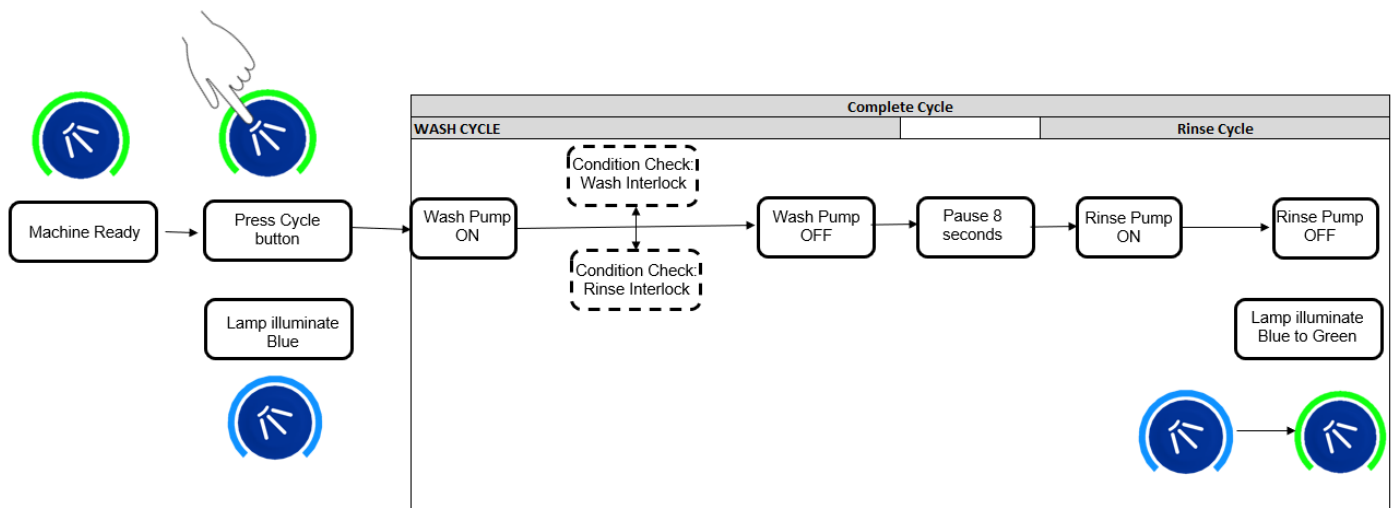 Complete Cycle
WASH CYCLE
Rinse Cycle
Condition Check:
Wash Interlock
Machine Ready
Press Cycle
button
Wash Pump
ON
Wash Pump
OFF
Pause 8
seconds
Rinse Pump
ON
Rinse Pump
OFF
Condition Check:
Rinse Interlock
Lamp illuminate
Blue
Lamp illuminate
Blue to Green